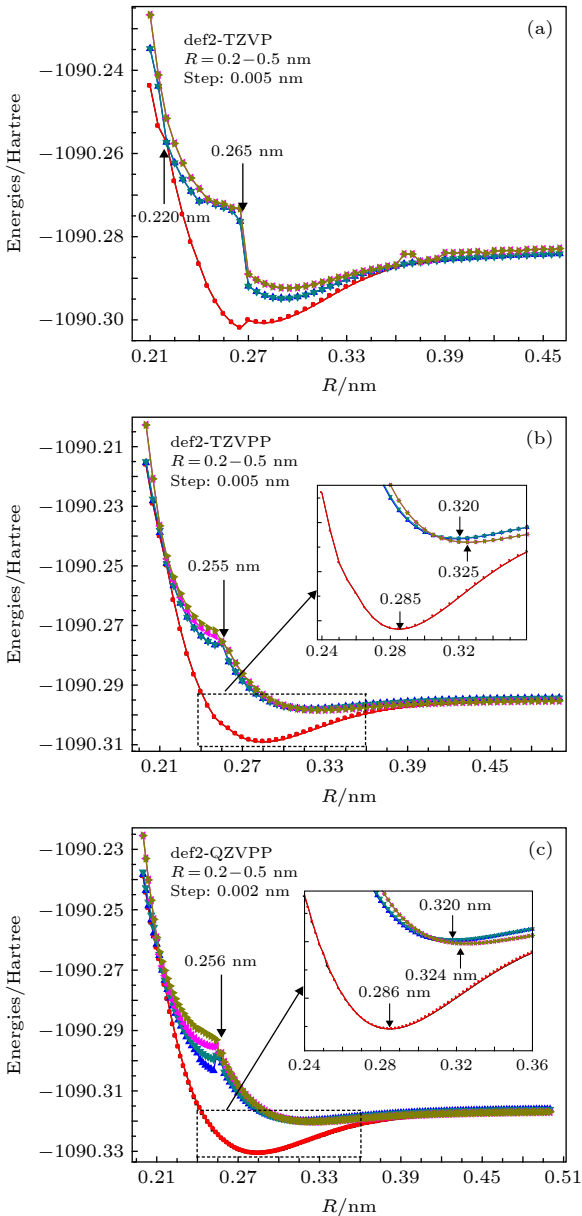 (a)
def2-TZVP
R=0.2−0.5 nm
Step: 0.005 nm
−1090.24
−1090.26
−1090.28
−1090.30
Energies/Hartree
0.265 nm
0.220 nm
0.21 0.27 0.33 0.39 0.45
R/nm
(b)
def2-TZVPP
R=0.2−0.5 nm
Step: 0.005 nm
−1090.21
−1090.23
−1090.25
−1090.27
−1090.29
−1090.31
Energies/Hartree
0.255 nm
0.320
0.325
0.285
0.24 0.28 0.32
0.21 0.27 0.33 0.39 0.45
R/nm
(c)
def2-QZVPP
R=0.2−0.5 nm
Step: 0.002 nm
−1090.23
−1090.25
−1090.27
−1090.29
−1090.31
−1090.33
Energies/Hartree
0.256 nm
0.320 nm
0.324 nm
0.286 nm
0.24 0.28 0.32 0.36
0.21 0.27 0.33 0.39 0.45 0.51
R/nm